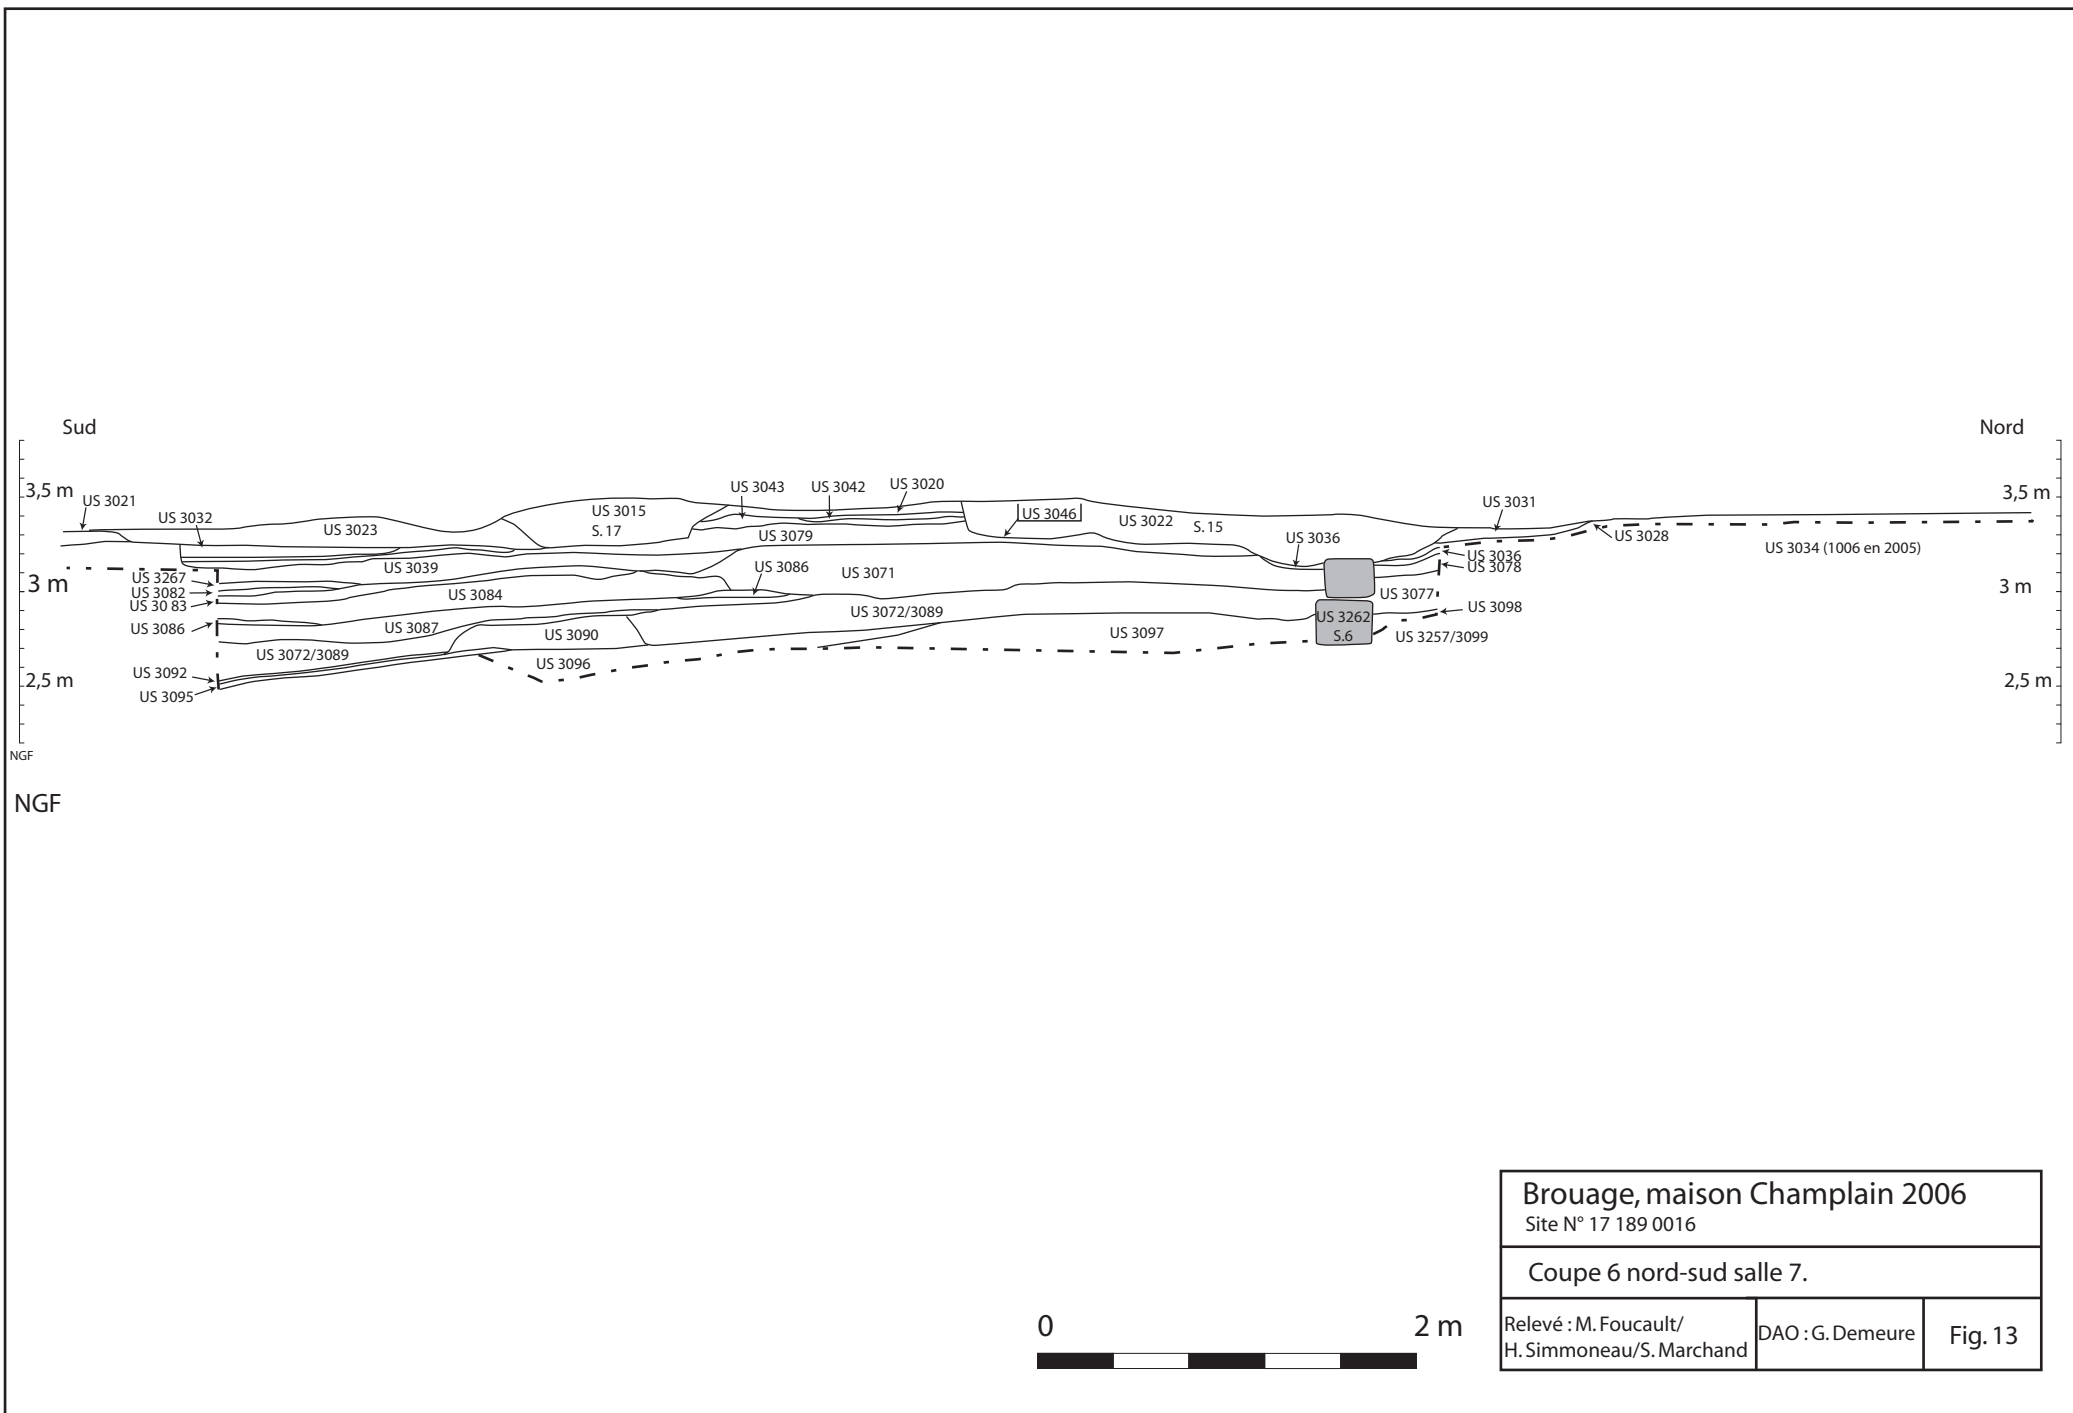 Sud
Nord
3,5 m
US 3021
US 3032
US 3023
US 3015
S. 17
US 3043
US 3042
US 3020
US 3079
US 3046
US 3022
S. 15
US 3036
US 3031
3,5 m
US 3028
US 3034 (1006 en 2005)
US 3036
US 3078
US 3039
US 3086
US 3071
3 m
US 3267
US 3082
US 30 83
US 3084
US 3077
3 m
US 3086
US 3087
US 3090
US 3072/3089
US 3097
US 3262
S.6
US 3098
US 3257/3099
US 3072/3089
US 3096
US 3092
US 3095
2,5 m
2,5 m
NGF
NGF
0
2 m
Brouage, maison Champlain 2006
Site N° 17 189 0016
Coupe 6 nord-sud salle 7.
Relevé : M. Foucault/
H. Simmoneau/S. Marchand
DAO : G. Demeure
Fig. 13